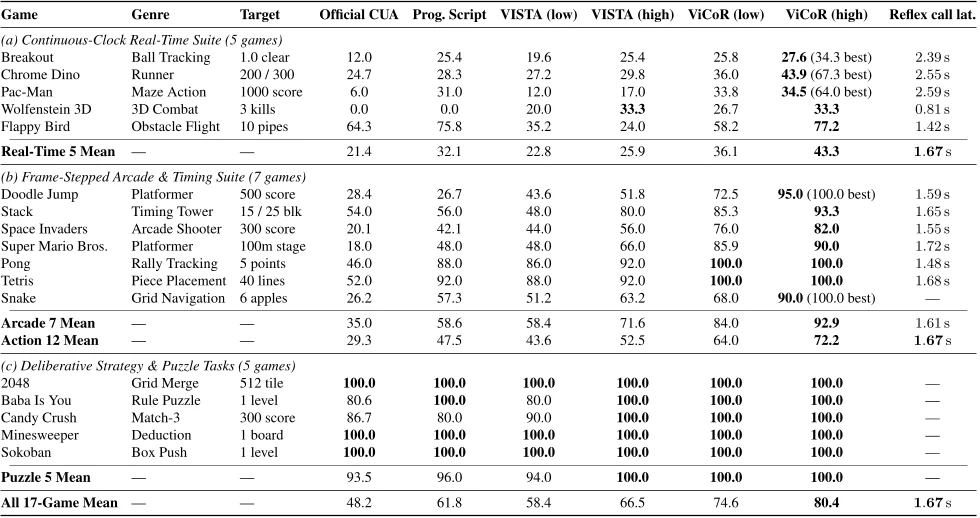 Game Genre Target Official CUA Prog. Script VISTA (low) VISTA (high) ViCoR (low) ViCoR (high) Reflex call lat.
(a) Continuous-Clock Real-Time Suite (5 games)
Breakout Ball Tracking 1.0 clear 12.0 25.4 19.6 25.4 25.8 27.6 (34.3 best) 2.39 s
Chrome Dino Runner 200 / 300 24.7 28.3 27.2 29.8 36.0 43.9 (67.3 best) 2.55 s
Pac-Man Maze Action 1000 score 6.0 31.0 12.0 17.0 33.8 34.5 (64.0 best) 2.59 s
Wolfenstein 3D 3D Combat 3 kills 0.0 0.0 20.0 33.3 26.7 33.3 0.81 s
Flappy Bird Obstacle Flight 10 pipes 64.3 75.8 35.2 24.0 58.2 77.2 1.42 s
Real-Time 5 Mean — — 21.4 32.1 22.8 25.9 36.1 43.3 1.67 s
(b) Frame-Stepped Arcade & Timing Suite (7 games)
Doodle Jump Platformer 500 score 28.4 26.7 43.6 51.8 72.5 95.0 (100.0 best) 1.59 s
Stack Timing Tower 15 / 25 blk 54.0 56.0 48.0 80.0 85.3 93.3 1.65 s
Space Invaders Arcade Shooter 300 score 20.1 42.1 44.0 56.0 76.0 82.0 1.55 s
Super Mario Bros. Platformer 100m stage 18.0 48.0 48.0 66.0 85.9 90.0 1.72 s
Pong Rally Tracking 5 points 46.0 88.0 86.0 92.0 100.0 100.0 1.48 s
Tetris Piece Placement 40 lines 52.0 92.0 88.0 92.0 100.0 100.0 1.68 s
Snake Grid Navigation 6 apples 26.2 57.3 51.2 63.2 68.0 90.0 (100.0 best) —
Arcade 7 Mean — — 35.0 58.6 58.4 71.6 84.0 92.9 1.61 s
Action 12 Mean — — 29.3 47.5 43.6 52.5 64.0 72.2 1.67 s
(c) Deliberative Strategy & Puzzle Tasks (5 games)
2048 Grid Merge 512 tile 100.0 100.0 100.0 100.0 100.0 100.0 —
Baba Is You Rule Puzzle 1 level 80.6 100.0 80.0 100.0 100.0 100.0 —
Candy Crush Match-3 300 score 86.7 80.0 90.0 100.0 100.0 100.0 —
Minesweeper Deduction 1 board 100.0 100.0 100.0 100.0 100.0 100.0 —
Sokoban Box Push 1 level 100.0 100.0 100.0 100.0 100.0 100.0 —
Puzzle 5 Mean — — 93.5 96.0 94.0 100.0 100.0 100.0 —
All 17-Game Mean — — 48.2 61.8 58.4 66.5 74.6 80.4 1.67 s